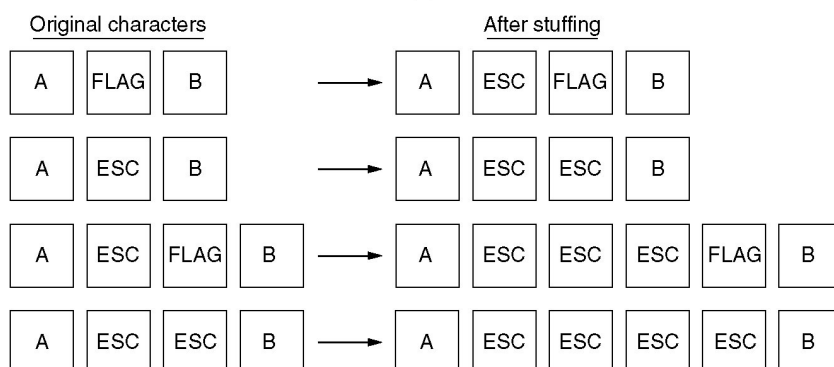 Original characters After stuffing
A FLAG B A ESC FLAG B
A ESC B A ESC ESC B
A ESC FLAG B A ESC ESC ESC FLAG B
A ESC ESC B A ESC ESC ESC ESC B